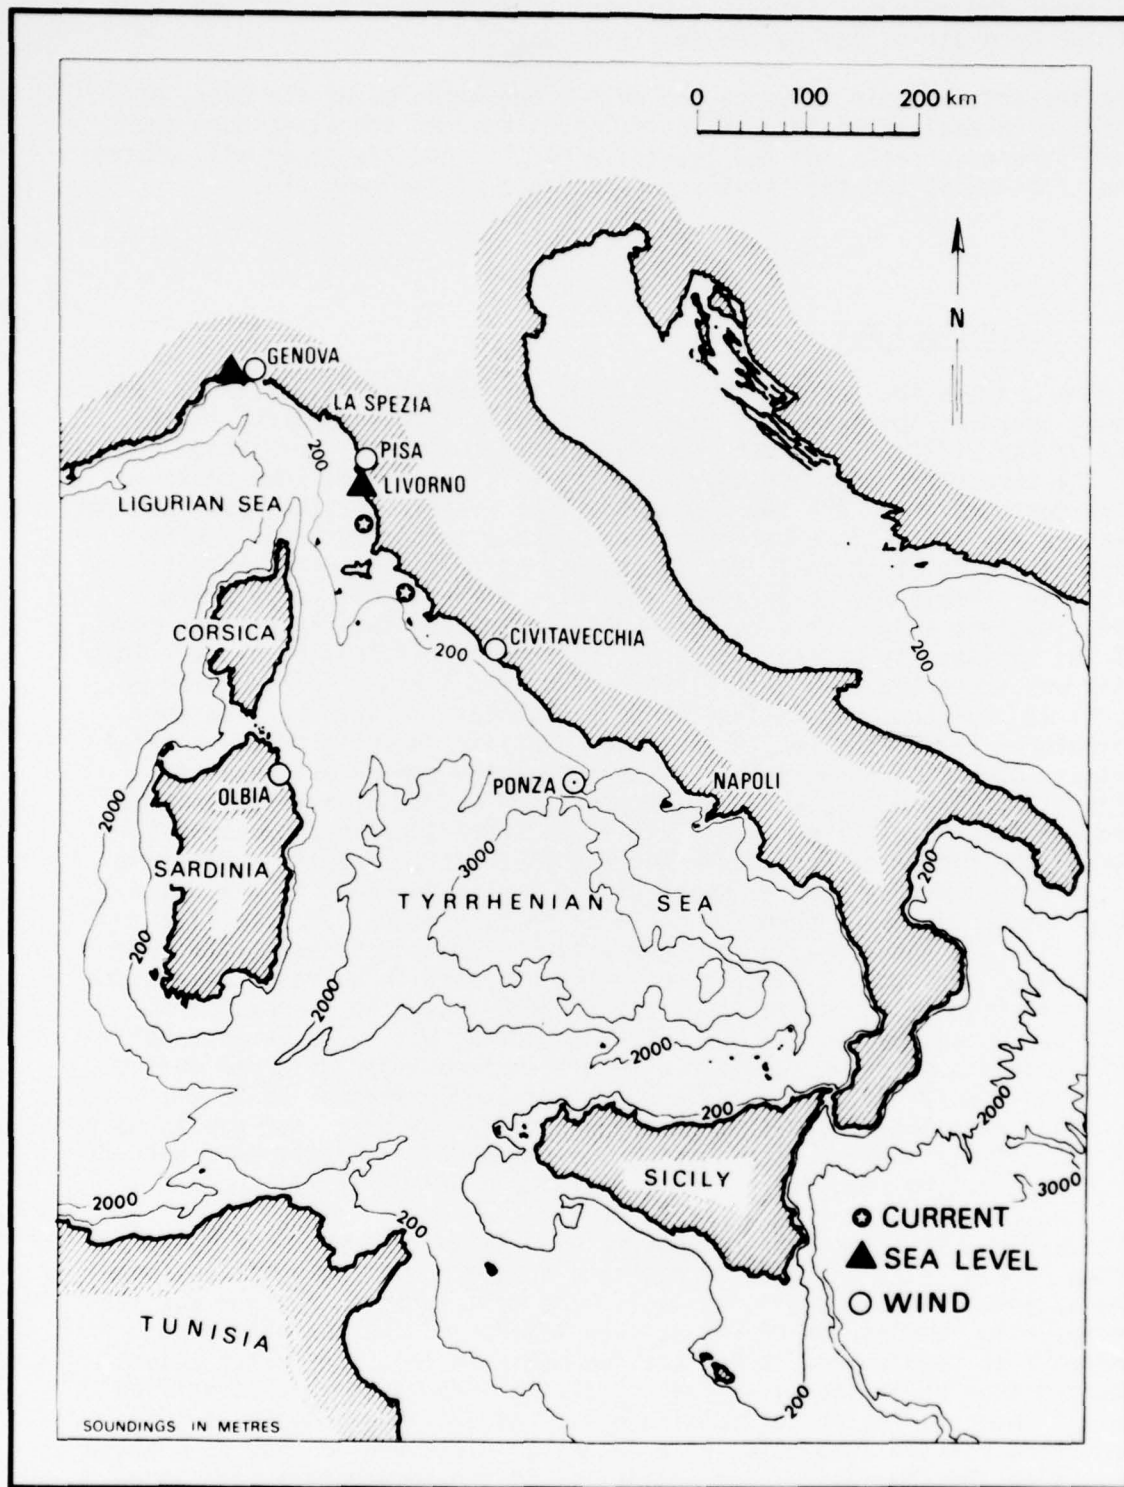 0 100 200 km
N
GENOVA
LA SPEZIA
200
PISA
LIVORNO
LIGURIAN SEA
CORSICA
CIVITAVECCHIA
200
200
2000
OLBIA
PONZA
NAPOLI
SARDINIA
3000
200
TYRRHENIAN SEA
200
2000
2000
2000
200
SICILY
3000
2000
200
CURRENT
SEA LEVEL
WIND
TUNISIA
200
SOUNDINGS IN METRES